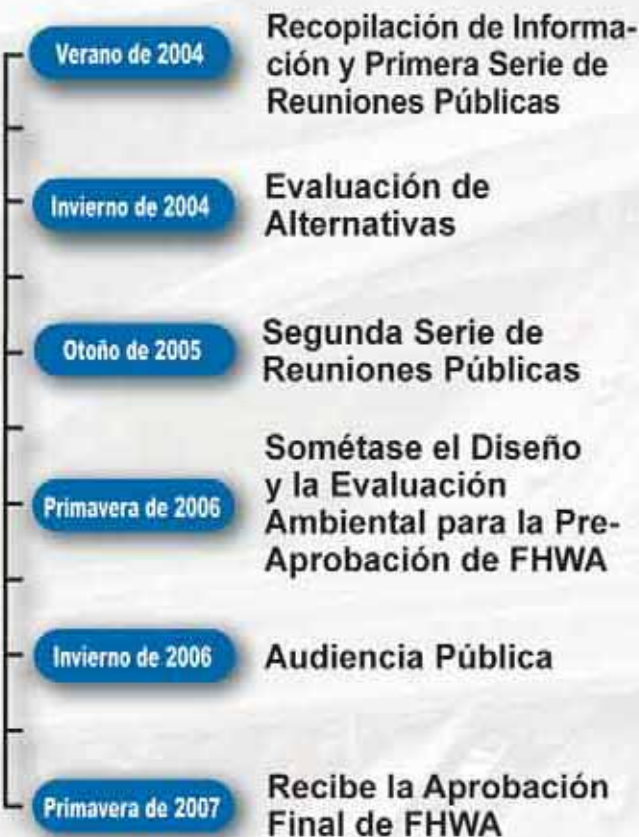 Verano de 2004
Recopilación de Informa-
ción y Primera Serie de
Reuniones Públicas
Invierno de 2004
Evaluación de
Alternativas
Otoño de 2005
Segunda Serie de
Reuniones Públicas
Primavera de 2006
Sométase el Diseño
y la Evaluación
Ambiental para la Pre-
Aprobación de FHWA
Invierno de 2006
Audiencia Pública
Primavera de 2007
Recibe la Aprobación
Final de FHWA